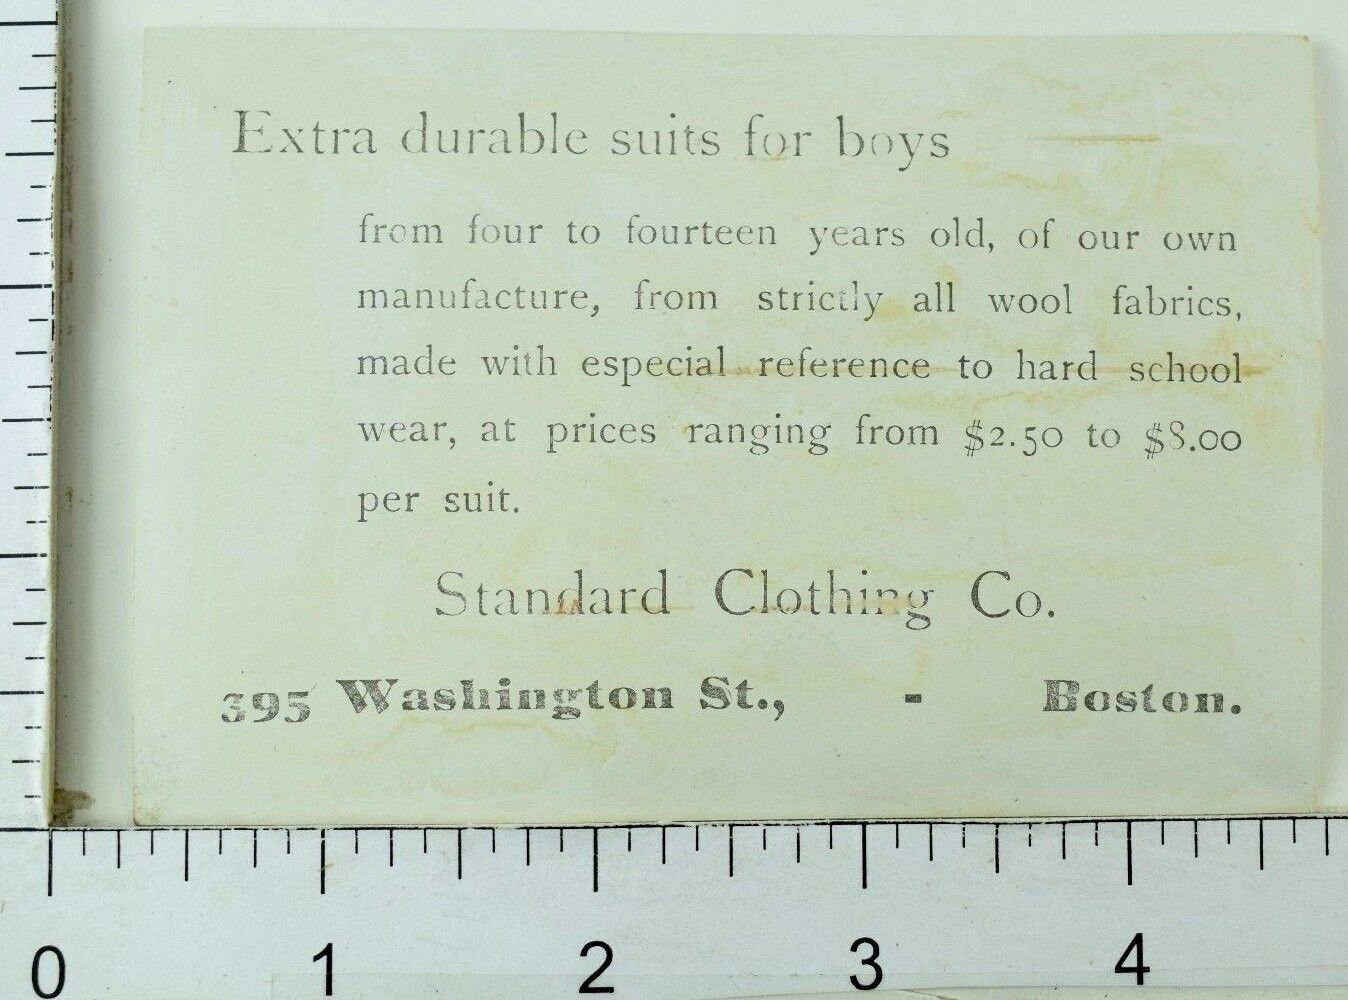 Extra durable suits for boys
from four to fourteen years old, of our own
manufacture, from strictly all wool fabrics,
made with especial reference to hard school
wear, at prices ranging from $2.50 to $8.00
per suit.
Standard Clothing Co.
395 Washington St., - Boston.
0 1 2 3 4